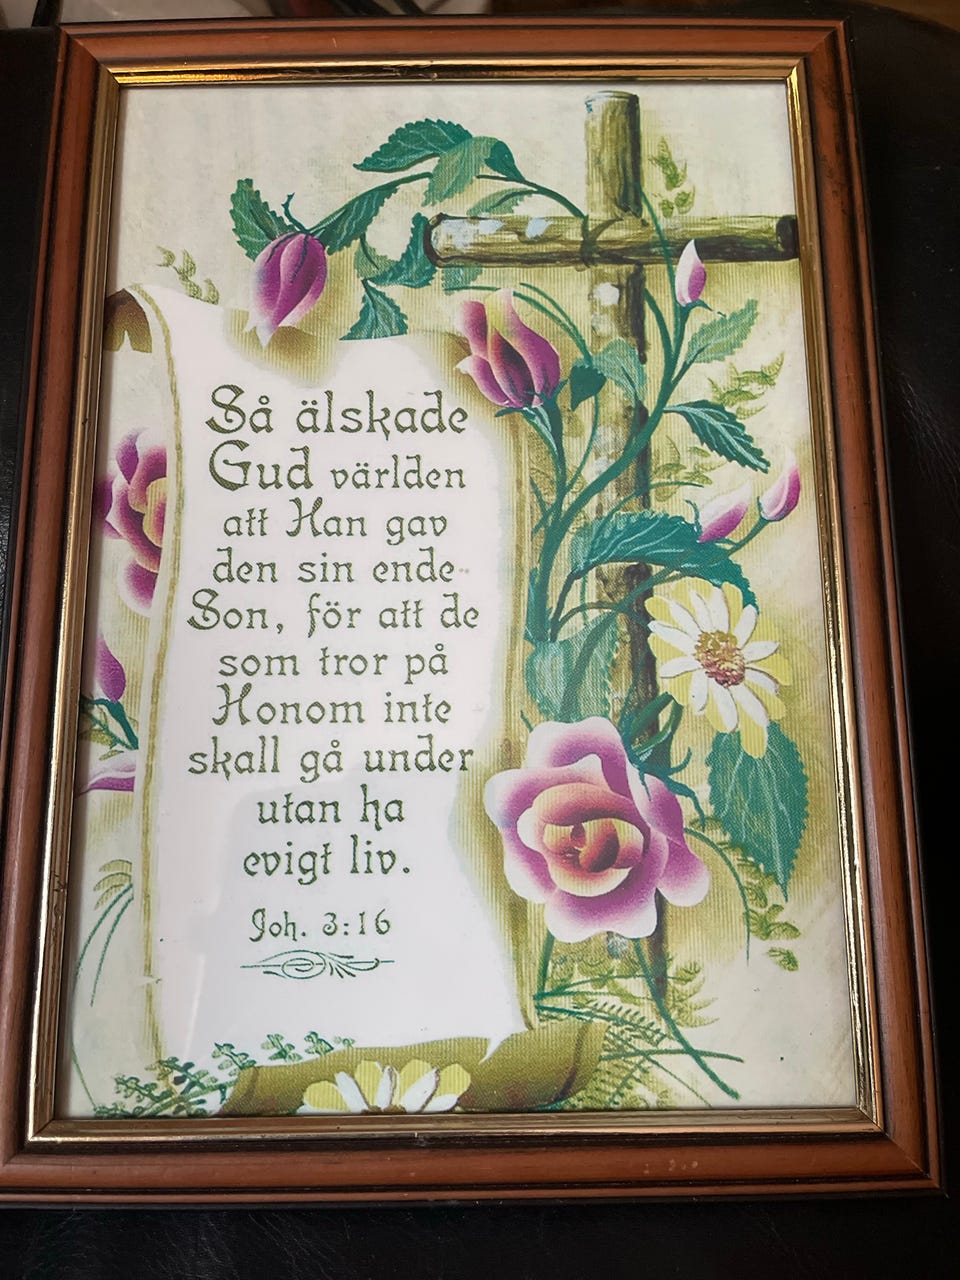 Så älskade
Gud världen
att Han gav
den sin ende
Son, för att de
som tror på
Honom inte
skall gå under
utan ha
evigt liv.
Joh. 3:16